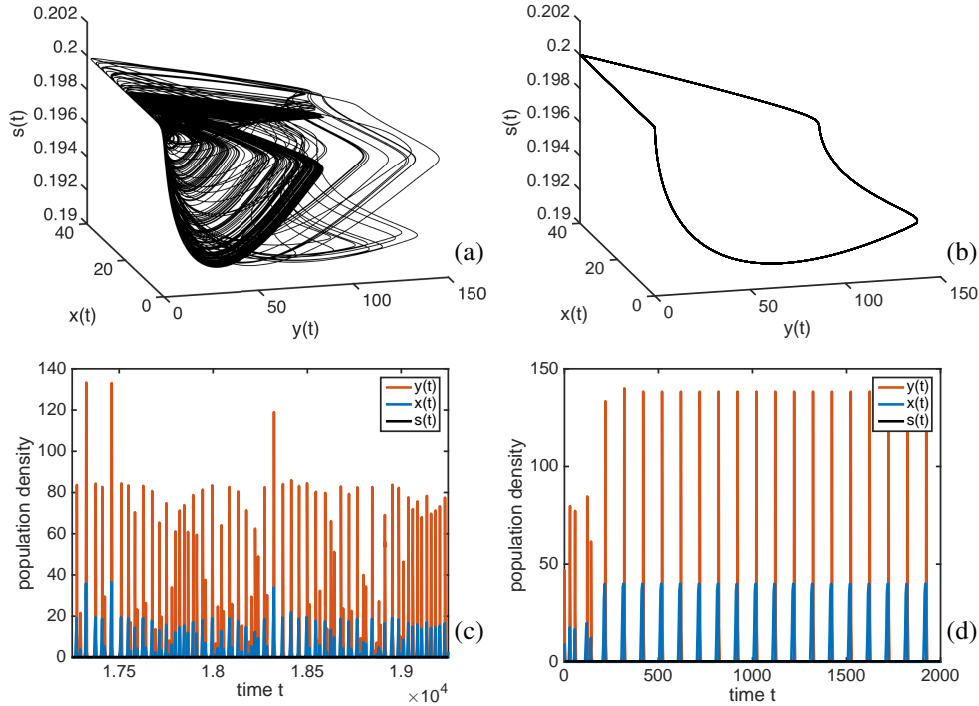 0.202
0.2
0.198
0.196
0.194
0.192
0.19
40
20
0
0
50
100
150
s(t)
x(t)
y(t)
(a)
0.202
0.2
0.198
0.196
0.194
0.192
0.19
40
20
0
0
50
100
150
s(t)
x(t)
y(t)
(b)
140
120
100
80
60
40
20
0
population density
y(t)
x(t)
s(t)
(c)
1.75
1.8
1.85
1.9
time t
×10⁴
150
100
50
0
population density
y(t)
x(t)
s(t)
(d)
0
500
1000
1500
2000
time t